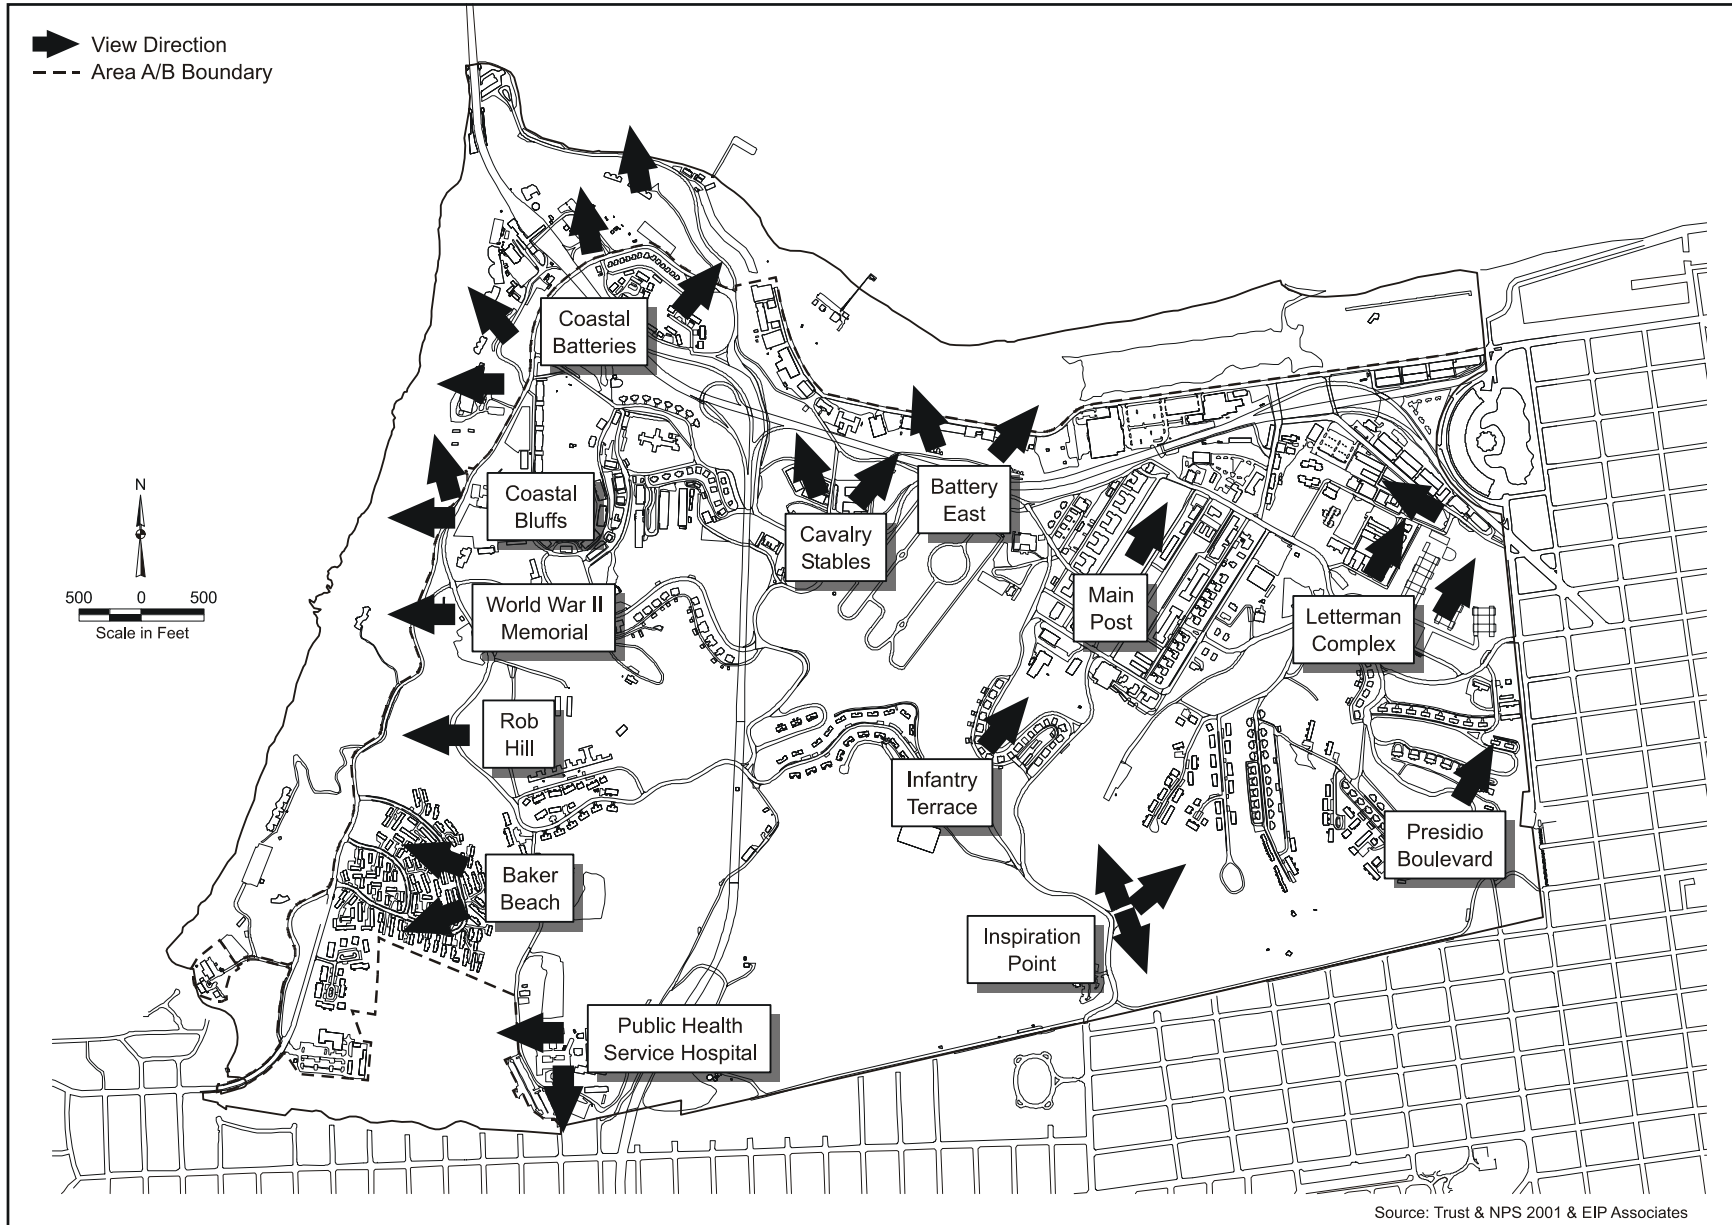 View Direction
Area A/B Boundary
Coastal
Batteries
Coastal
Bluffs
Battery
East
Cavalry
Stables
N
500 0 500
Scale in Feet
World War II
Memorial
Main
Post
Letterman
Complex
Rob
Hill
Infantry
Terrace
Presidio
Boulevard
Baker
Beach
Inspiration
Point
Public Health
Service Hospital
Source: Trust & NPS 2001 & EIP Associates